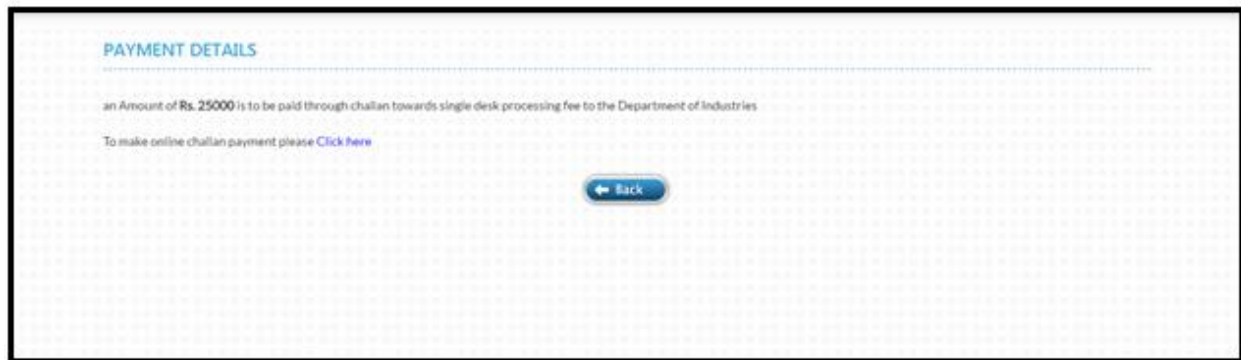 PAYMENT DETAILS
an Amount of Rs. 25000 is to be paid through challan towards single desk processing fee to the Department of Industries
To make online challan payment please Click here
Back